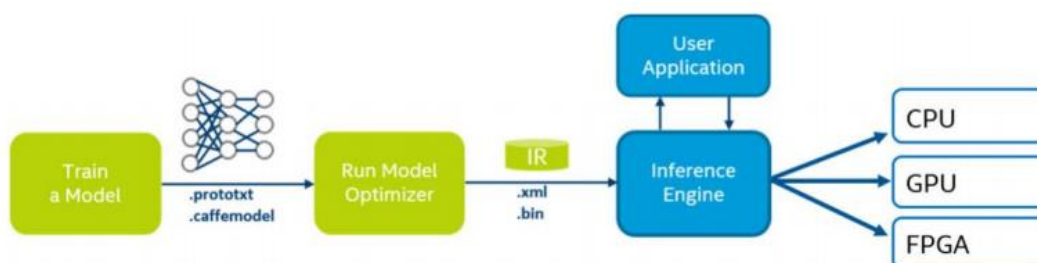 Train
a Model
.prototxt
.caffemodel
Run Model
Optimizer
IR
.xml
.bin
User
Application
Inference
Engine
CPU
GPU
FPGA